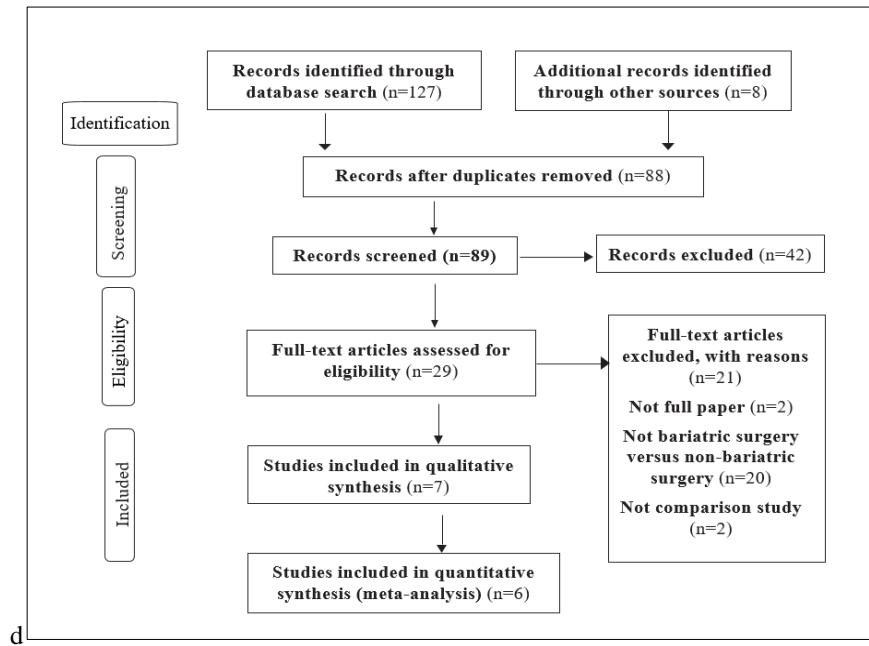 Records identified through
database search (n=127)
Additional records identified
through other sources (n=8)
Identification
Records after duplicates removed (n=88)
Screening
Records screened (n=89)
Records excluded (n=42)
Eligibility
Full-text articles assessed for
eligibility (n=29)
Full-text articles
excluded, with reasons
(n=21)
Not full paper (n=2)
Not bariatric surgery
versus non-bariatric
surgery (n=20)
Not comparison study
(n=2)
Included
Studies included in qualitative
synthesis (n=7)
Studies included in quantitative
synthesis (meta-analysis) (n=6)
d